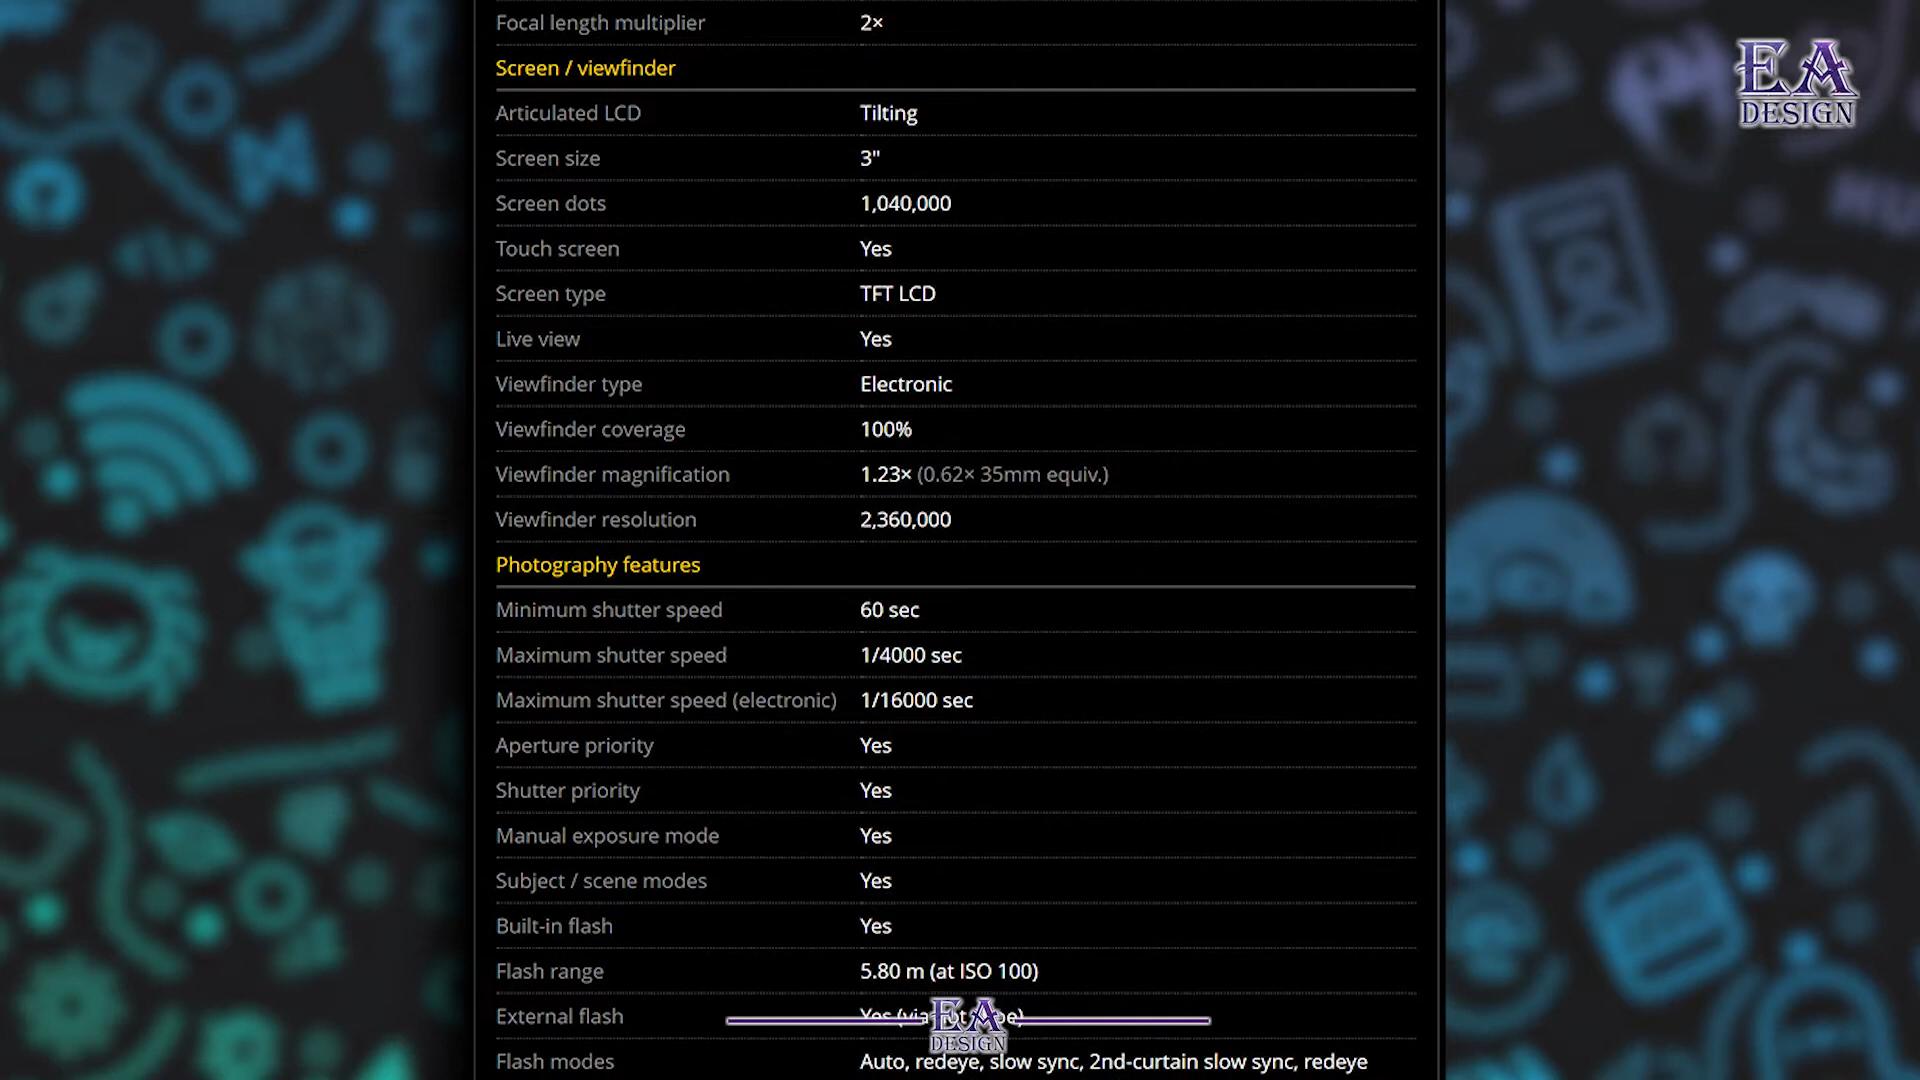 Focal length multiplier 2×
Screen / viewfinder
Articulated LCD Tilting
Screen size 3"
Screen dots 1,040,000
Touch screen Yes
Screen type TFT LCD
Live view Yes
Viewfinder type Electronic
Viewfinder coverage 100%
Viewfinder magnification 1.23× (0.62× 35mm equiv.)
Viewfinder resolution 2,360,000
Photography features
Minimum shutter speed 60 sec
Maximum shutter speed 1/4000 sec
Maximum shutter speed (electronic) 1/16000 sec
Aperture priority Yes
Shutter priority Yes
Manual exposure mode Yes
Subject / scene modes Yes
Built-in flash Yes
Flash range 5.80 m (at ISO 100)
External flash Yes (via
Flash modes Auto, redeye, slow sync, 2nd-curtain slow sync, redeye
EA
DESIGN
EA
DESIGN